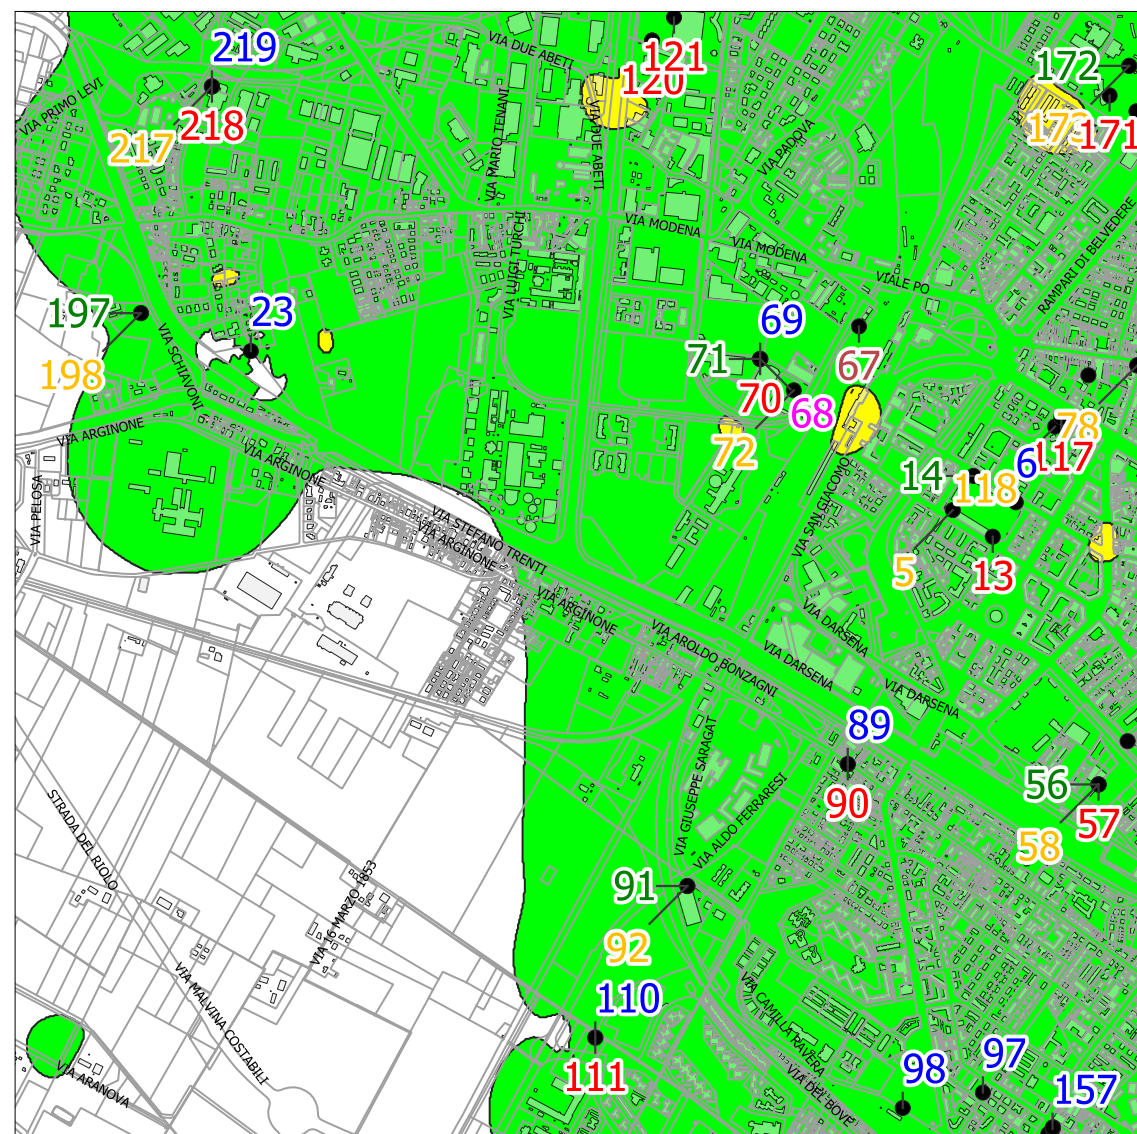 219
121
120
172
VIA DUE ABETI
VIA PRIMO LEVI
218
217
VIA MARIO TENANI
VIA DUE ABETI
VIA PADOVA
173
171
VIA LUIGI TURCHI
VIA MODENA
VIA MODENA
VIALE PO
RAMPARI DI BELVEDERE
197
23
69
71
67
198
VIA SCHIAVONI
70
68
72
78
VIA ARGINONE
VIA ARGINONE
117
6
14
118
VIA PELOSA
VIA STEFANO TRENTI
VIA ARGINONE
VIA SAN GIACOMO
5
13
VIA ARGINONE
VIA AROLDO BONZAGNI
VIA DARSENA
VIA DARSENA
VIA DARSENA
89
90
56
57
58
VIA GIUSEPPE SARAGAT
VIA ALDO FERRARESI
STRADA DEL RIOLO
VIA 16 MARZO 1853
91
92
110
111
VIA MALVINA COSTABILI
VIA ARANOVA
VIA CAMILLA RAVERA
VIA DEL BOVE
98
97
157